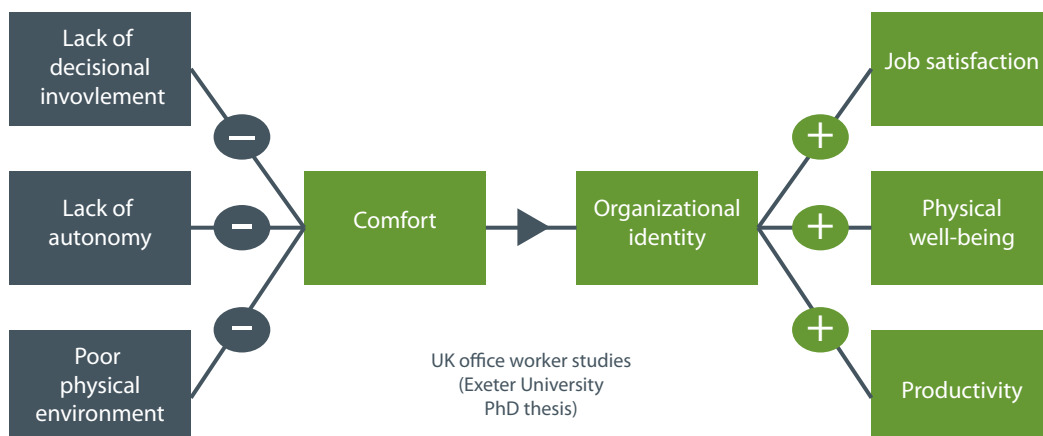 Lack of
decisional
invovlement
Lack of
autonomy
Poor
physical
environment
Comfort
Organizational
identity
Job satisfaction
Physical
well-being
Productivity
UK office worker studies
(Exeter University
PhD thesis)